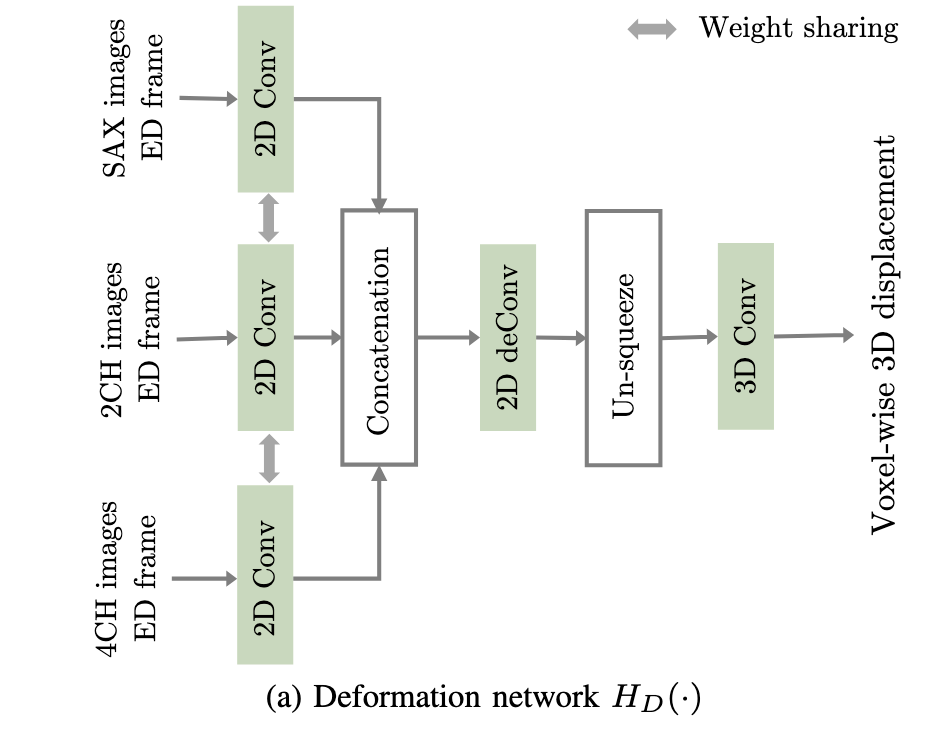 Weight sharing
SAX images
ED frame
2D Conv
2CH images
ED frame
2D Conv
4CH images
ED frame
2D Conv
Concatenation
2D deConv
Un-squeeze
3D Conv
Voxel-wise 3D displacement
(a) Deformation network H_D(·)